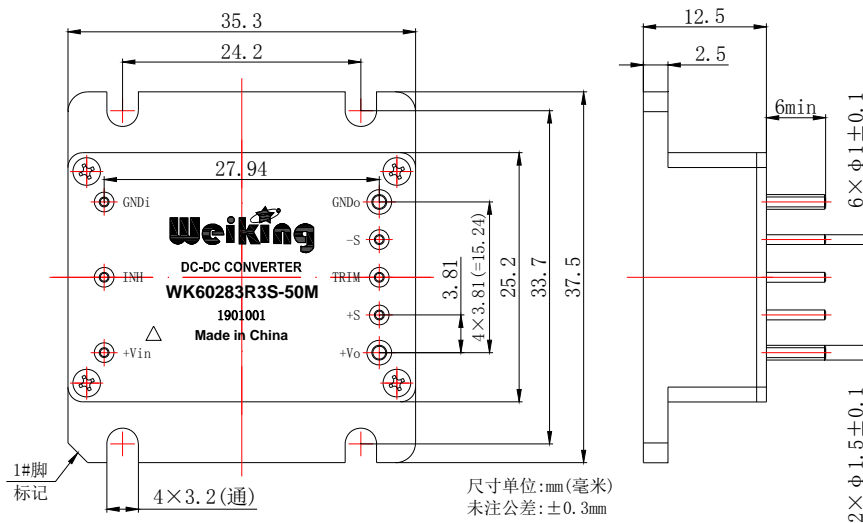 35.3
24.2
12.5
2.5
6min
6×φ1±0.1
27.94
GNDi
GNDo
Weiking
-S
DC-DC CONVERTER
INH
TRIM
WK60283R3S-50M
1901001
+S
Made in China
+Vin
+Vo
3.81
4×3.81(=15.24)
25.2
33.7
37.5
2×φ1.5±0.1
1#脚
标记
4×3.2(通)
尺寸单位:mm(毫米)
未注公差:±0.3mm